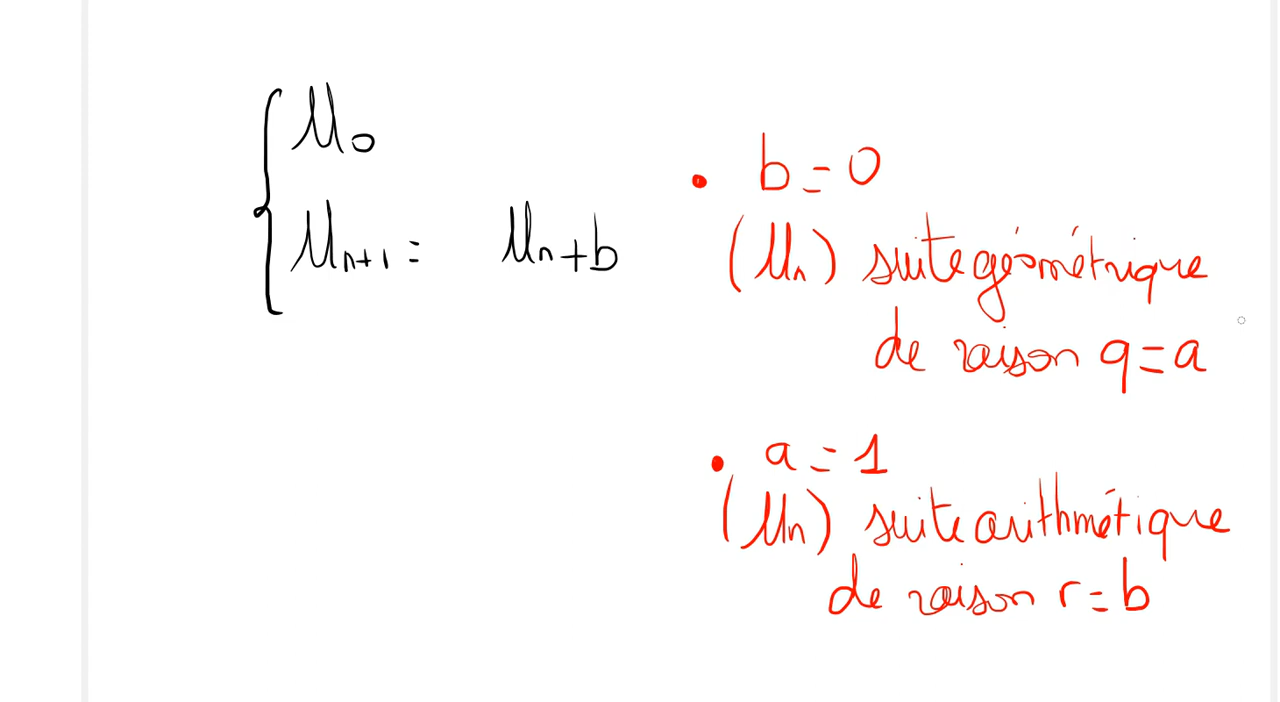 u₀
uₙ₊₁ = uₙ + b
• b = 0
(uₙ) suite géométrique
de raison q = a
• a = 1
(uₙ) suite arithmétique
de raison r = b